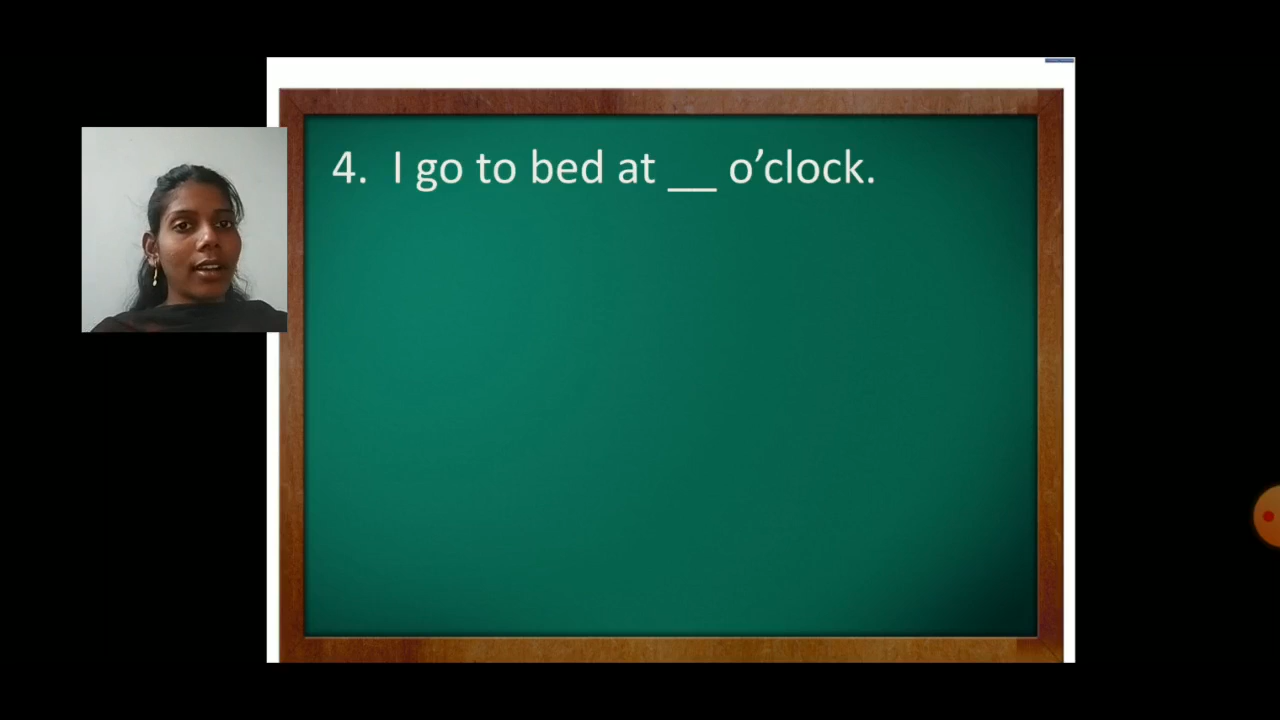 4. I go to bed at __ o’clock.